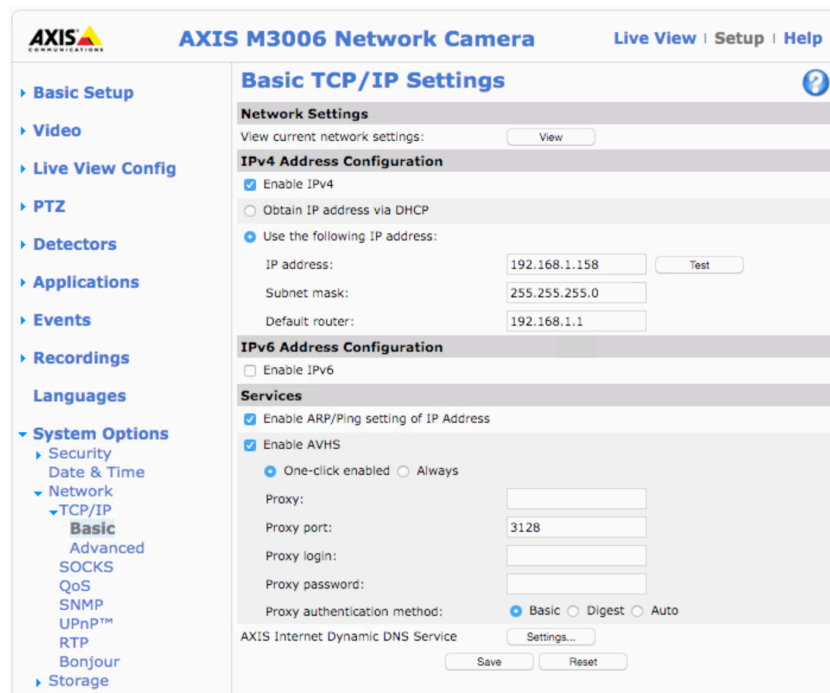 AXIS
COMMUNICATIONS
AXIS M3006 Network Camera
Live View | Setup | Help
Basic Setup
Video
Live View Config
PTZ
Detectors
Applications
Events
Recordings
Languages
System Options
Security
Date & Time
Network
TCP/IP
Basic
Advanced
SOCKS
QoS
SNMP
UPnP™
RTP
Bonjour
Storage
Basic TCP/IP Settings
?
Network Settings
View current network settings: View
IPv4 Address Configuration
Enable IPv4
Obtain IP address via DHCP
Use the following IP address:
IP address: 192.168.1.158 Test
Subnet mask: 255.255.255.0
Default router: 192.168.1.1
IPv6 Address Configuration
Enable IPv6
Services
Enable ARP/Ping setting of IP Address
Enable AVHS
One-click enabled Always
Proxy:
Proxy port: 3128
Proxy login:
Proxy password:
Proxy authentication method: Basic Digest Auto
AXIS Internet Dynamic DNS Service Settings...
Save Reset